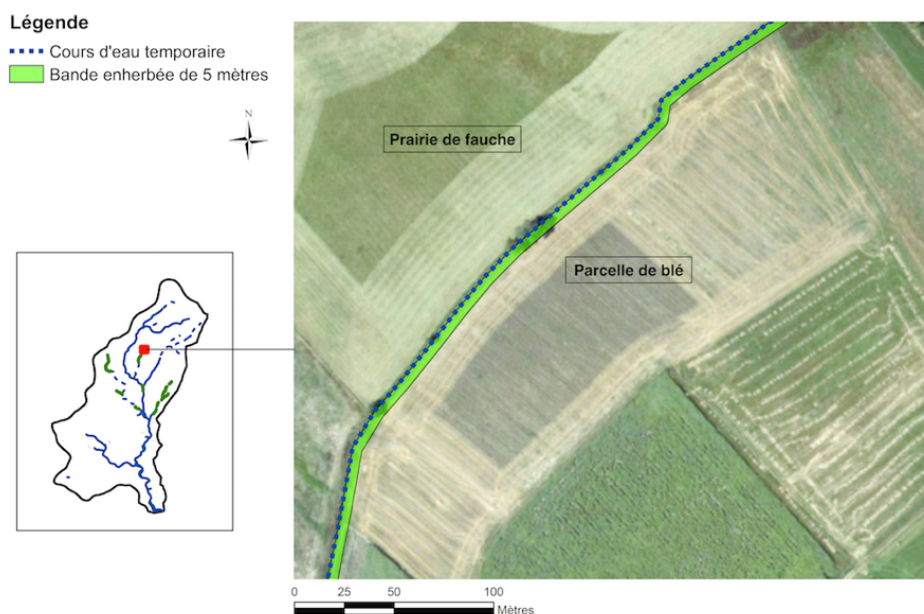 Légende
Cours d'eau temporaire
Bande enherbée de 5 mètres
N
Prairie de fauche
Parcelle de blé
0 25 50 100
Mètres